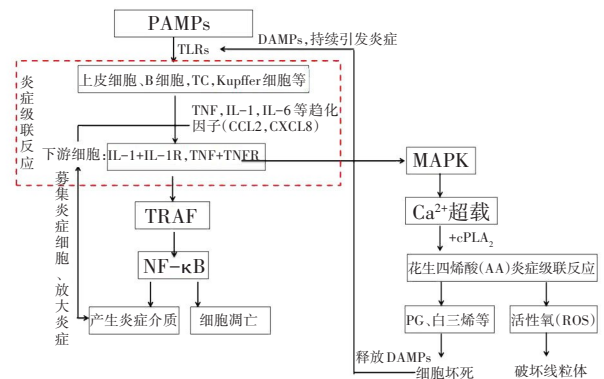 PAMPs
DAMPs,持续引发炎症
TLRs
炎症级联反应
上皮细胞、B细胞,TC,Kupffer细胞等
TNF,IL-1,IL-6等趋化
因子(CCL2,CXCL8)
下游细胞:IL-1+IL-1R,TNF+TNFR
MAPK
募集炎症细胞、放大炎症
TRAF
Ca²⁺超载
+cPLA₂
NF-κB
花生四烯酸(AA)炎症级联反应
产生炎症介质
细胞凋亡
PG、白三烯等
活性氧(ROS)
释放DAMPs
细胞坏死
破坏线粒体